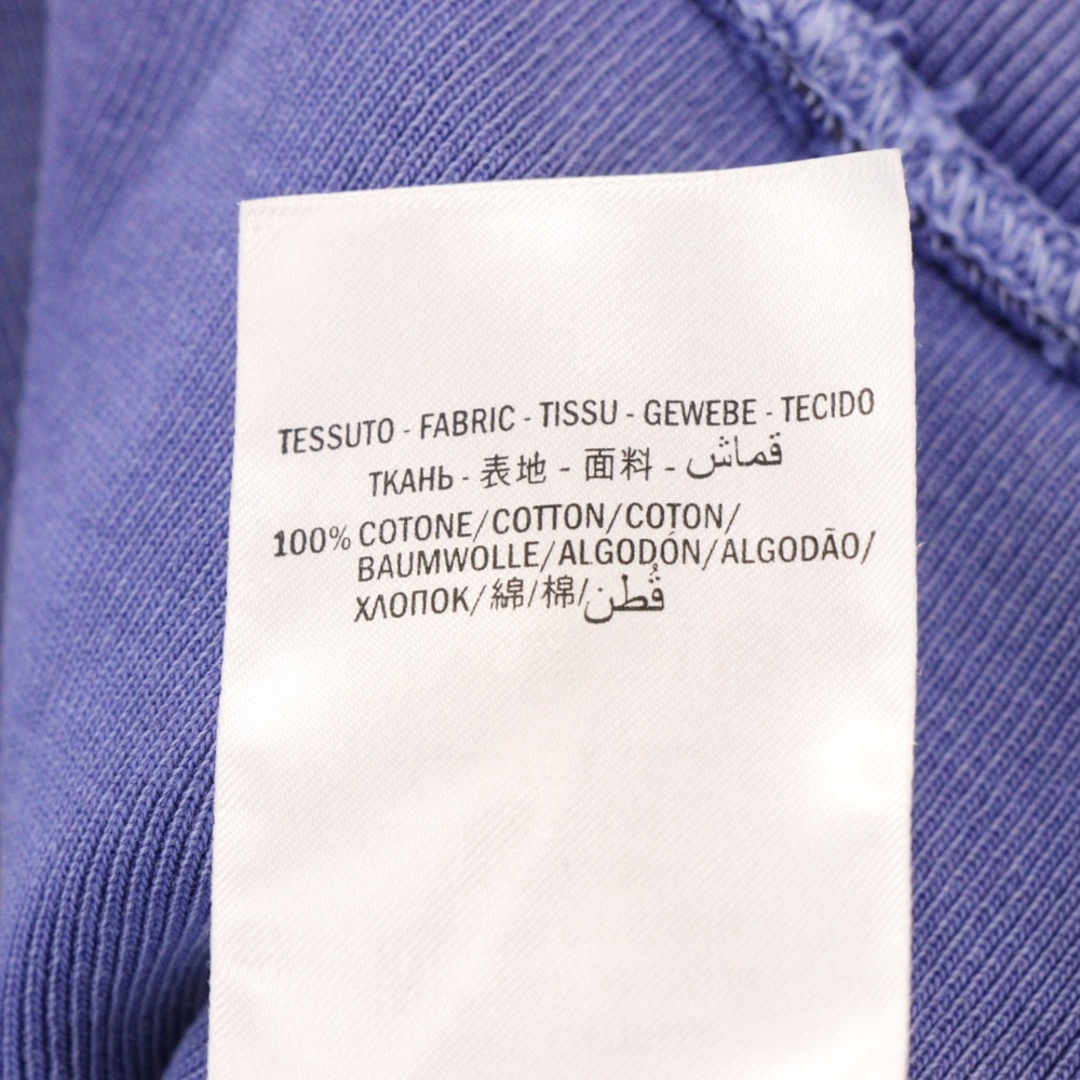 TESSUTO - FABRIC - TISSU - GEWEBE - TECIDO
ТКАНЬ - 表地 - 面料 - قماش
100% COTONE/COTTON/COTON/
BAUMWOLLE/ALGODÓN/ALGODÃO/
ХЛОПОК/綿/棉/قُطن